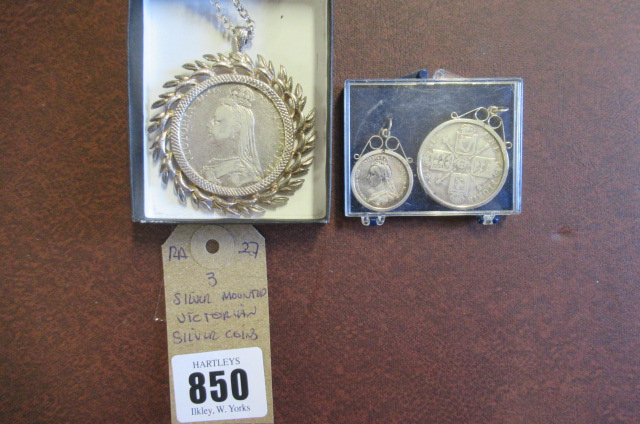 RA 27
3
SILVER MOUNTED
VICTORIAN
SILVER COINS
HARTLEYS
850
Ilkley, W. Yorks